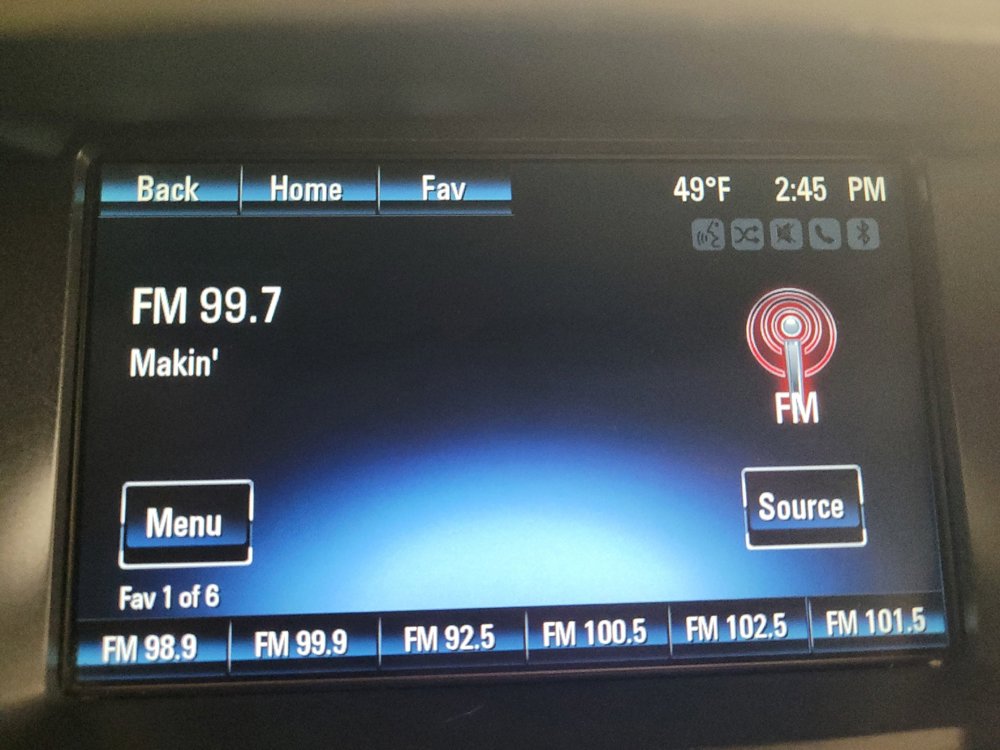 Back Home Fav 49°F 2:45 PM
FM 99.7
Makin'
FM
Menu
Source
Fav 1 of 6
FM 98.9 FM 99.9 FM 92.5 FM 100.5 FM 102.5 FM 101.5